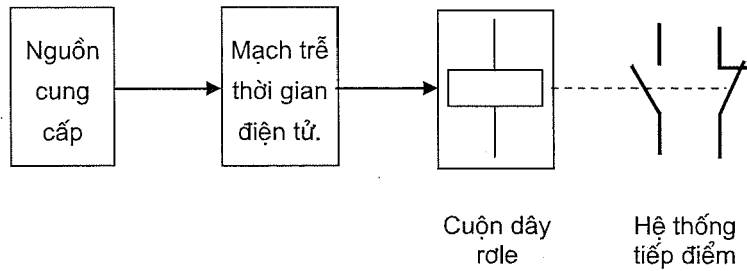 Nguồn
cung
cấp
Mạch trễ
thời gian
điện tử.
Cuộn dây
rơle
Hệ thống
tiếp điểm